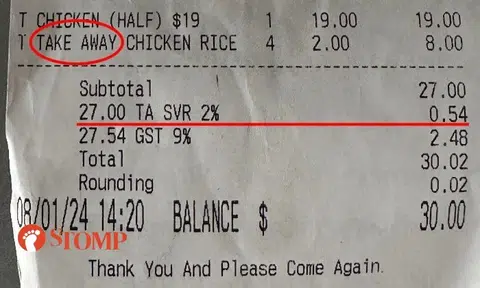 T CHICKEN (HALF) $19 1 19.00 19.00
T TAKE AWAY CHICKEN RICE 4 2.00 8.00
Subtotal 27.00
27.00 TA SVR 2% 0.54
27.54 GST 9% 2.48
Total 30.02
Rounding 0.02
08/01/24 14:20 BALANCE $ 30.00
STOMP
Thank You And Please Come Again.